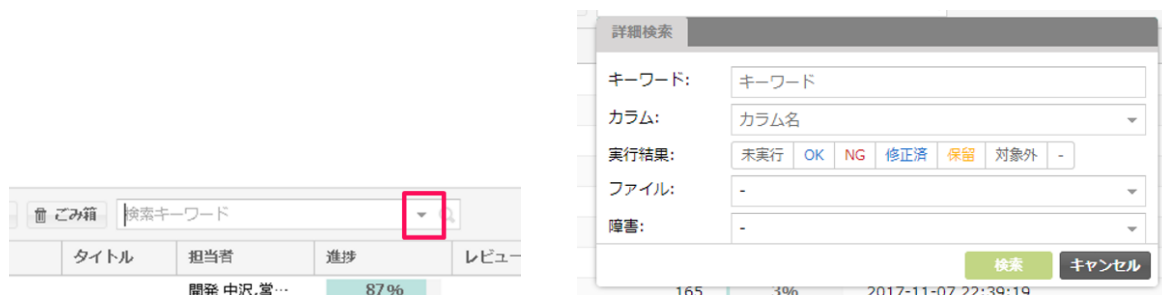 ごみ箱 検索キーワード
タイトル 担当者 進捗 レビュー
開発 中沢,営… 87%
詳細検索
キーワード: キーワード
カラム: カラム名
実行結果: 未実行 OK NG 修正済 保留 対象外 -
ファイル: -
障害: -
検索 キャンセル
165 3% 2017-11-07 22:39:19